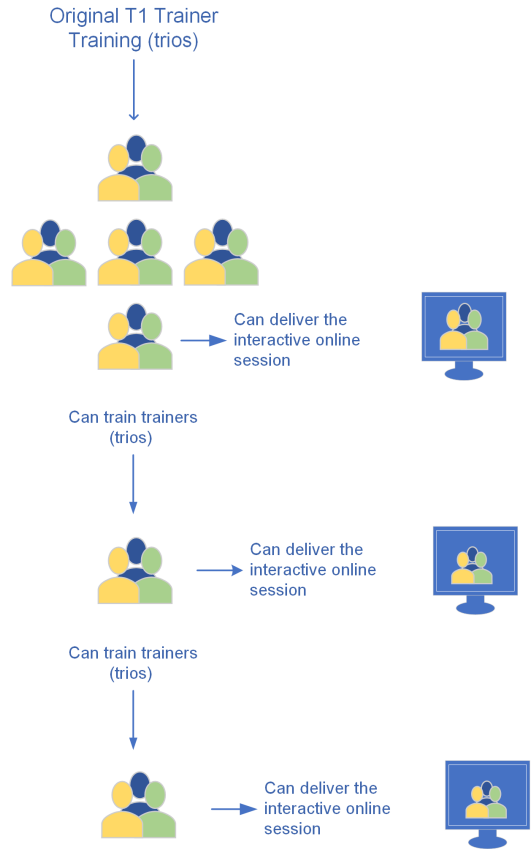 Original T1 Trainer
Training (trios)
Can deliver the
interactive online
session
Can train trainers
(trios)
Can deliver the
interactive online
session
Can train trainers
(trios)
Can deliver the
interactive online
session